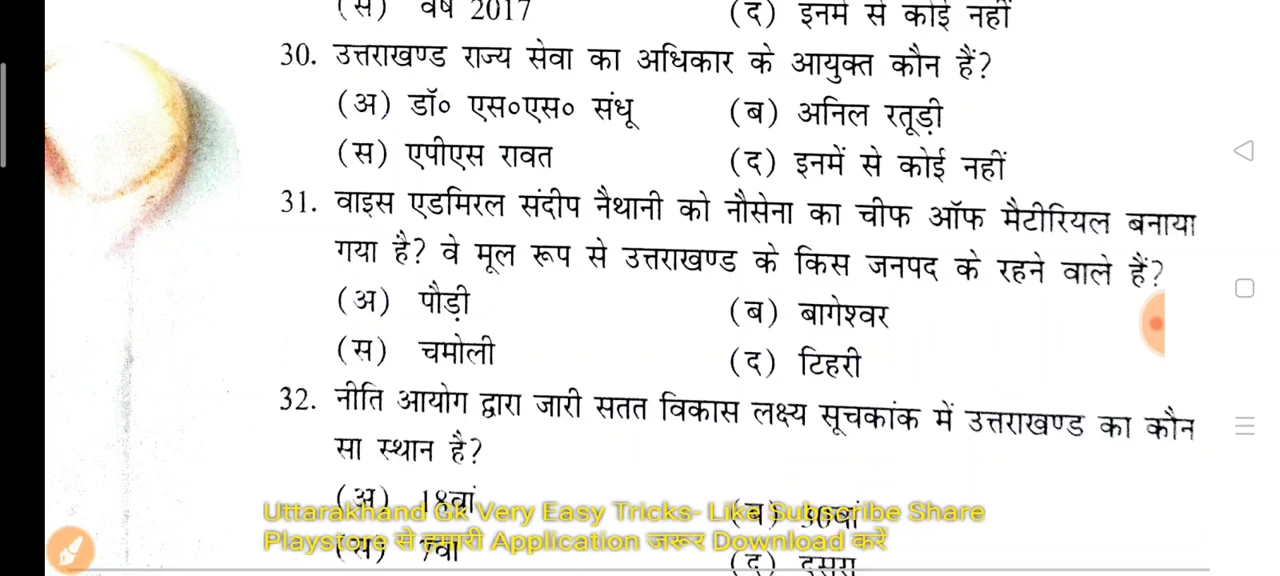 (स) वर्ष 2017 (द) इनमें से कोई नहीं
30. उत्तराखण्ड राज्य सेवा का अधिकार के आयुक्त कौन हैं?
(अ) डॉ० एस०एस० संधू (ब) अनिल रतूड़ी
(स) एपीएस रावत (द) इनमें से कोई नहीं
31. वाइस एडमिरल संदीप नैथानी को नौसेना का चीफ ऑफ मैटीरियल बनाया
गया है? वे मूल रूप से उत्तराखण्ड के किस जनपद के रहने वाले हैं?
(अ) पौड़ी (ब) बागेश्वर
(स) चमोली (द) टिहरी
32. नीति आयोग द्वारा जारी सतत विकास लक्ष्य सूचकांक में उत्तराखण्ड का कौन
सा स्थान है?
(अ) 18वां (ब)
Uttarakhand Gk Very Easy Tricks- Like Subscribe Share
Playstore से हमारी Application जरूर Download करें
(स) 7वां (द) दूसरा